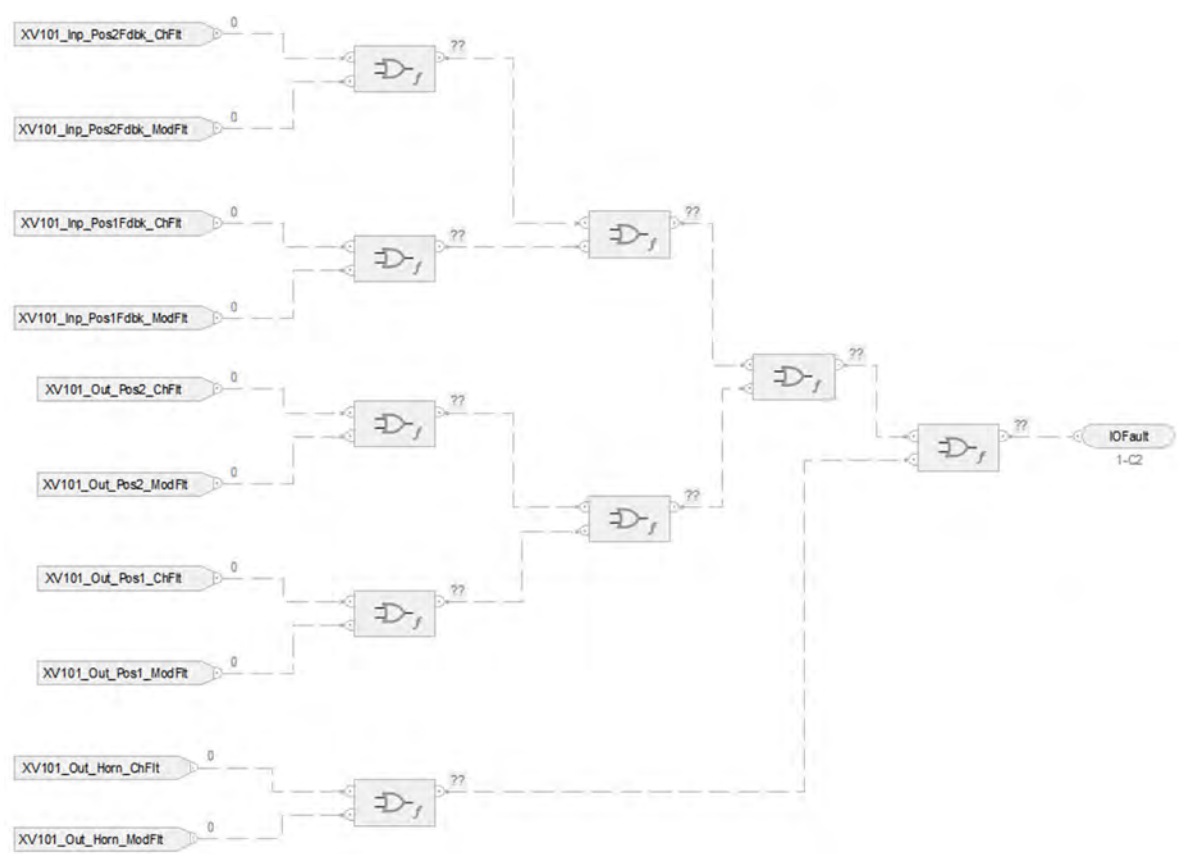 0
XV101_Inp_Pos2Fdbk_ChFlt
??
f
0
XV101_Inp_Pos2Fdbk_ModFlt
0
XV101_Inp_Pos1Fdbk_ChFlt
??
??
f
f
0
XV101_Inp_Pos1Fdbk_ModFlt
??
f
0
XV101_Out_Pos2_ChFlt
??
f
??
IOFault
f
1-C2
0
XV101_Out_Pos2_ModFlt
??
f
0
XV101_Out_Pos1_ChFlt
??
f
0
XV101_Out_Pos1_ModFlt
0
XV101_Out_Horn_ChFlt
??
f
0
XV101_Out_Horn_ModFlt